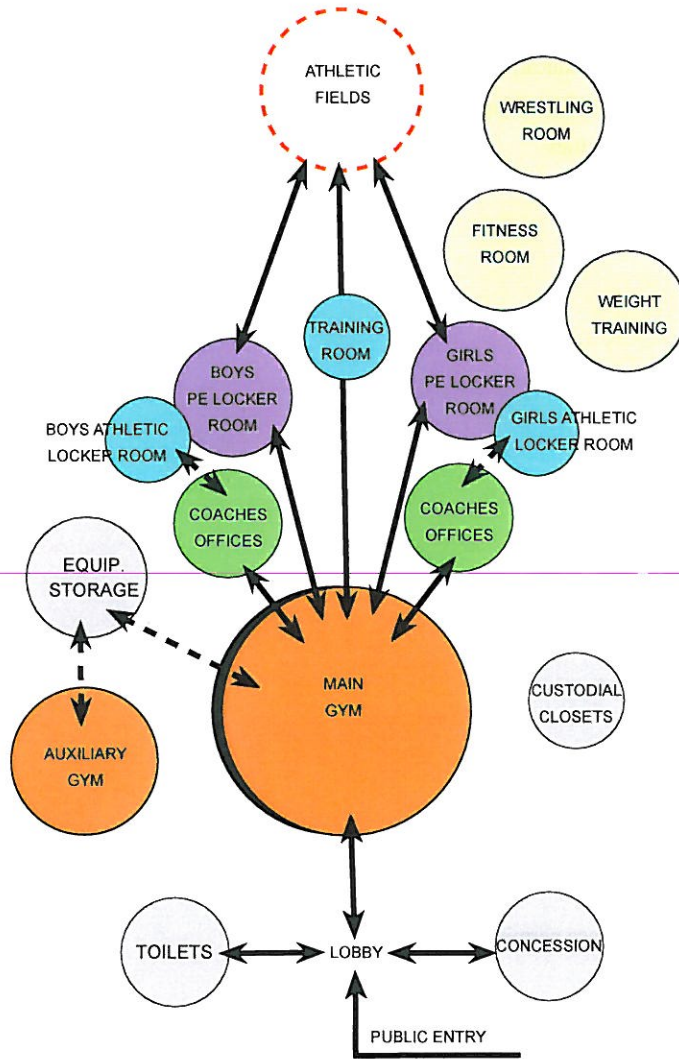 ATHLETIC
FIELDS
WRESTLING
ROOM
FITNESS
ROOM
WEIGHT
TRAINING
TRAINING
ROOM
BOYS
PE LOCKER
ROOM
GIRLS
PE LOCKER
ROOM
BOYS ATHLETIC
LOCKER ROOM
GIRLS ATHLETIC
LOCKER ROOM
COACHES
OFFICES
COACHES
OFFICES
EQUIP.
STORAGE
MAIN
GYM
CUSTODIAL
CLOSETS
AUXILIARY
GYM
TOILETS
LOBBY
CONCESSION
PUBLIC ENTRY